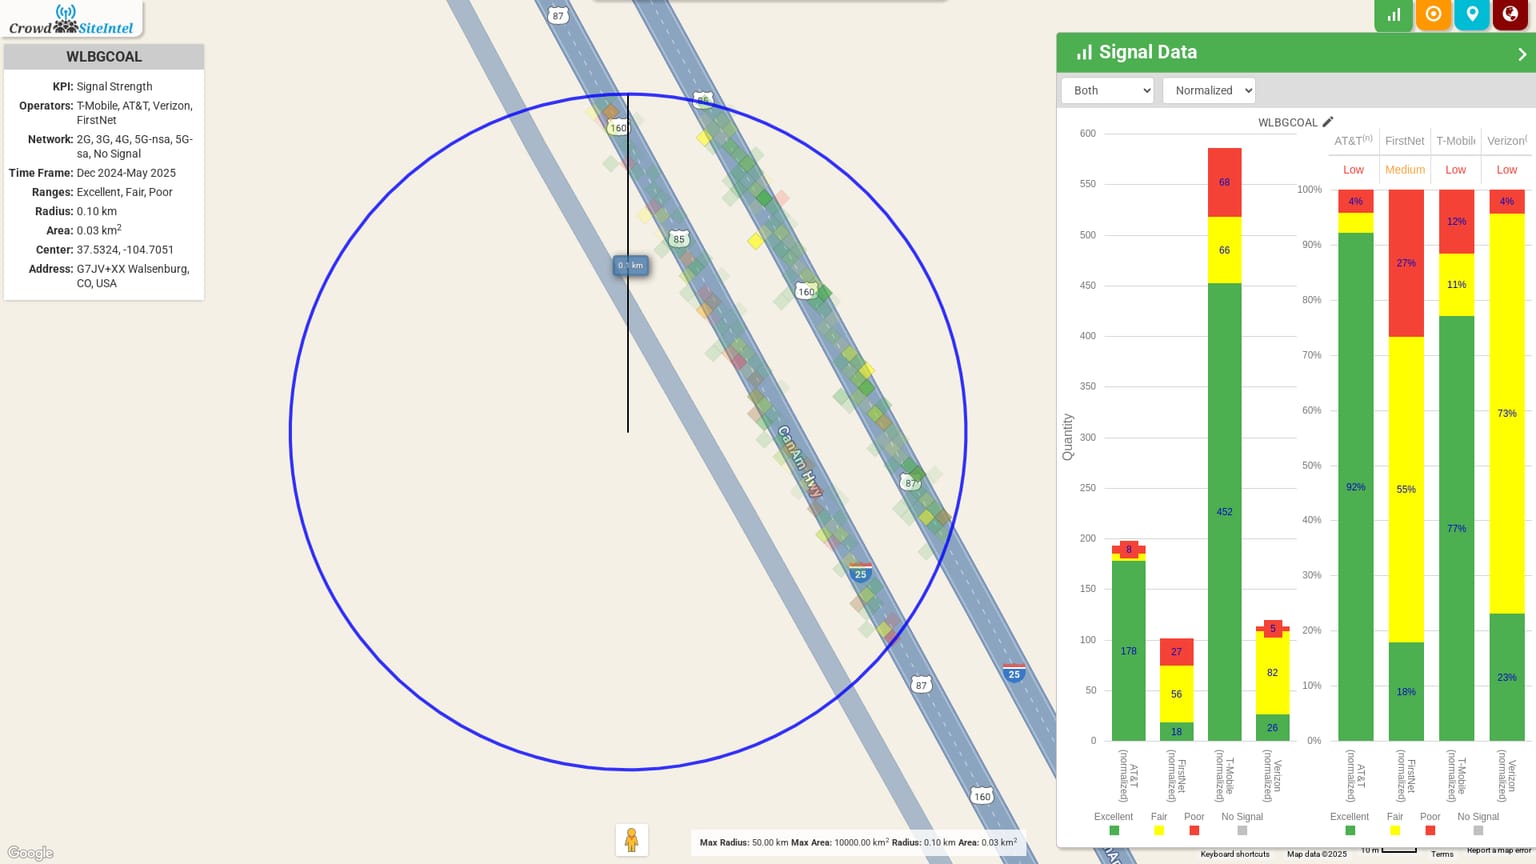 Crowd SiteIntel
WLBGCOAL
KPI: Signal Strength
Operators: T-Mobile, AT&T, Verizon,
FirstNet
Network: 2G, 3G, 4G, 5G-nsa, 5G-
sa, No Signal
Time Frame: Dec 2024-May 2025
Ranges: Excellent, Fair, Poor
Radius: 0.10 km
Area: 0.03 km²
Center: 37.5324, -104.7051
Address: G7JV+XX Walsenburg,
CO, USA
87
85
160
85
0.1 km
160
CanAm Hwy
87
25
25
87
160
Google
Max Radius: 50.00 km Max Area: 10000.00 km² Radius: 0.10 km Area: 0.03 km²
Signal Data
Both Normalized
WLBGCOAL
AT&T(n) FirstNet T-Mobile Verizon(
Low Medium Low Low
Quantity
600
550
500
450
400
350
300
250
200
150
100
50
0
8
178
27
56
18
68
66
452
5
82
26
100%
90%
80%
70%
60%
50%
40%
30%
20%
10%
0%
4%
92%
27%
55%
18%
12%
11%
77%
4%
73%
23%
AT&T
(normalized)
FirstNet
(normalized)
T-Mobile
(normalized)
Verizon
(normalized)
AT&T
(normalized)
FirstNet
(normalized)
T-Mobile
(normalized)
Verizon
(normalized)
Excellent Fair Poor No Signal
Excellent Fair Poor No Signal
Keyboard shortcuts Map data ©2025 10 m Terms Report a map error